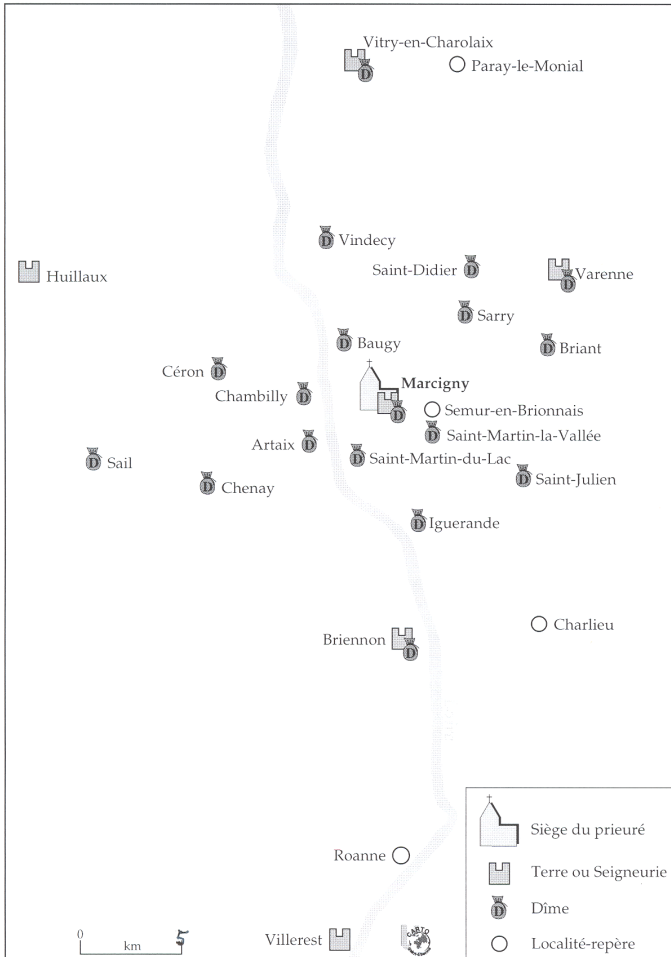 Vitry-en-Charolaix
D
Paray-le-Monial
D
Vindecy
Saint-Didier
D
Huillaux
D
Varenne
D
Sarry
D
Baugy
D
Briant
Céron
D
Marcigny
Chambilly
D
D
Semur-en-Brionnais
D
Saint-Martin-la-Vallée
Artaix
D
D
Saint-Martin-du-Lac
Sail
D
Chenay
D
D
Saint-Julien
D
Iguerande
Charlieu
Briennon
D
Siège du prieuré
Roanne
Terre ou Seigneurie
D
Dîme
0
5
km
Villerest
CARTO
Localité-repère